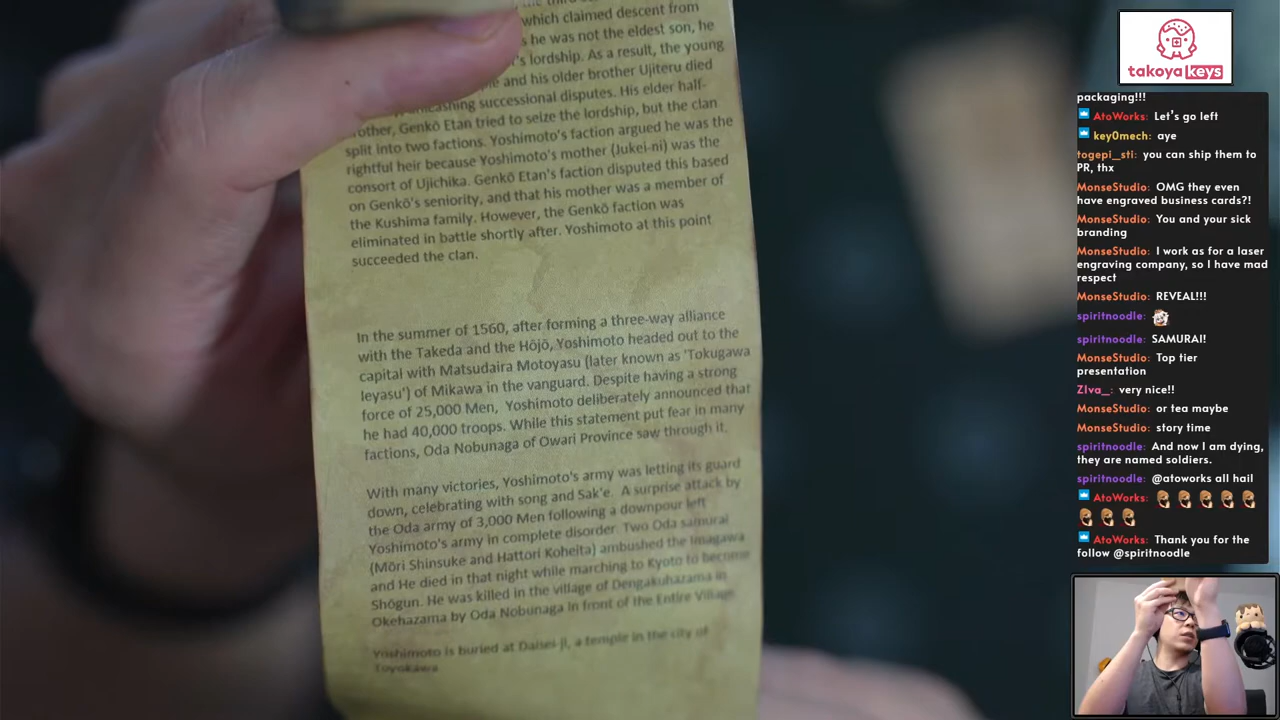 which claimed descent from
he was not the eldest son, he
's lordship. As a result, the young
and his older brother Ujiteru died
successional disputes. His elder half-
other, Genkō Etan tried to seize the lordship, but the clan
split into two factions. Yoshimoto's faction argued he was the
rightful heir because Yoshimoto's mother (Jukei-ni) was the
consort of Ujichika. Genkō Etan's faction disputed this based
on Genkō's seniority, and that his mother was a member of
the Kushima family. However, the Genkō faction was
eliminated in battle shortly after. Yoshimoto at this point
succeeded the clan.
In the summer of 1560, after forming a three-way alliance
with the Takeda and the Hōjō, Yoshimoto headed out to the
capital with Matsudaira Motoyasu (later known as 'Tokugawa
Ieyasu') of Mikawa in the vanguard. Despite having a strong
force of 25,000 Men, Yoshimoto deliberately announced that
he had 40,000 troops. While this statement put fear in many
factions, Oda Nobunaga of Owari Province saw through it.
With many victories, Yoshimoto's army was letting its guard
down, celebrating with song and Sak'e. A surprise attack by
the Oda army of 3,000 Men following a downpour left
Yoshimoto's army in complete disorder. Two Oda samurai
(Mōri Shinsuke and Hattori Koheita) ambushed the Imagawa
and He died in that night while marching to Kyoto to become
Shōgun. He was killed in the village of Dengakuhazama in
Okehazama by Oda Nobunaga in front of the Entire Village.
Yoshimoto is buried at Daisei-ji, a temple in the city of
Toyokawa
takoya keys
packaging!!!
AtoWorks: Let's go left
key0mech: aye
togepi_sti: you can ship them to
PR, thx
MonseStudio: OMG they even
have engraved business cards?!
MonseStudio: You and your sick
branding
MonseStudio: I work as for a laser
engraving company, so I have mad
respect
MonseStudio: REVEAL!!!
spiritnoodle:
spiritnoodle: SAMURAI!
MonseStudio: Top tier
presentation
ZIva_: very nice!!
MonseStudio: or tea maybe
MonseStudio: story time
spiritnoodle: And now I am dying,
they are named soldiers.
spiritnoodle: @atoworks all hail
AtoWorks:
AtoWorks: Thank you for the
follow @spiritnoodle